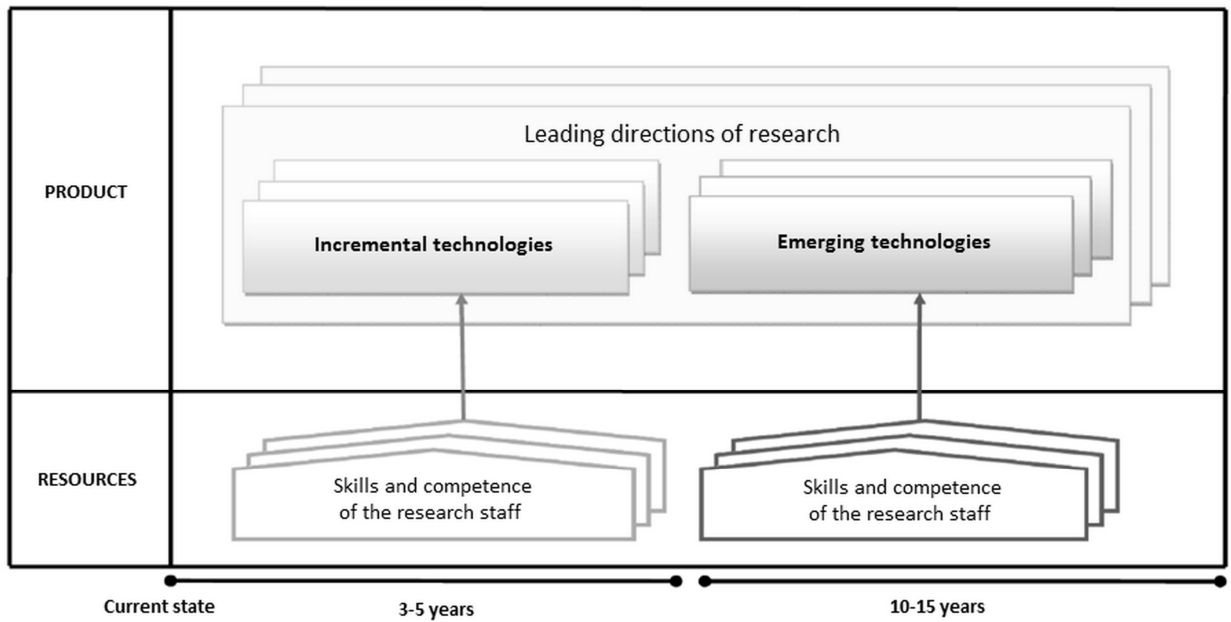 Leading directions of research
PRODUCT
Incremental technologies
Emerging technologies
RESOURCES
Skills and competence
of the research staff
Skills and competence
of the research staff
Current state
3-5 years
10-15 years